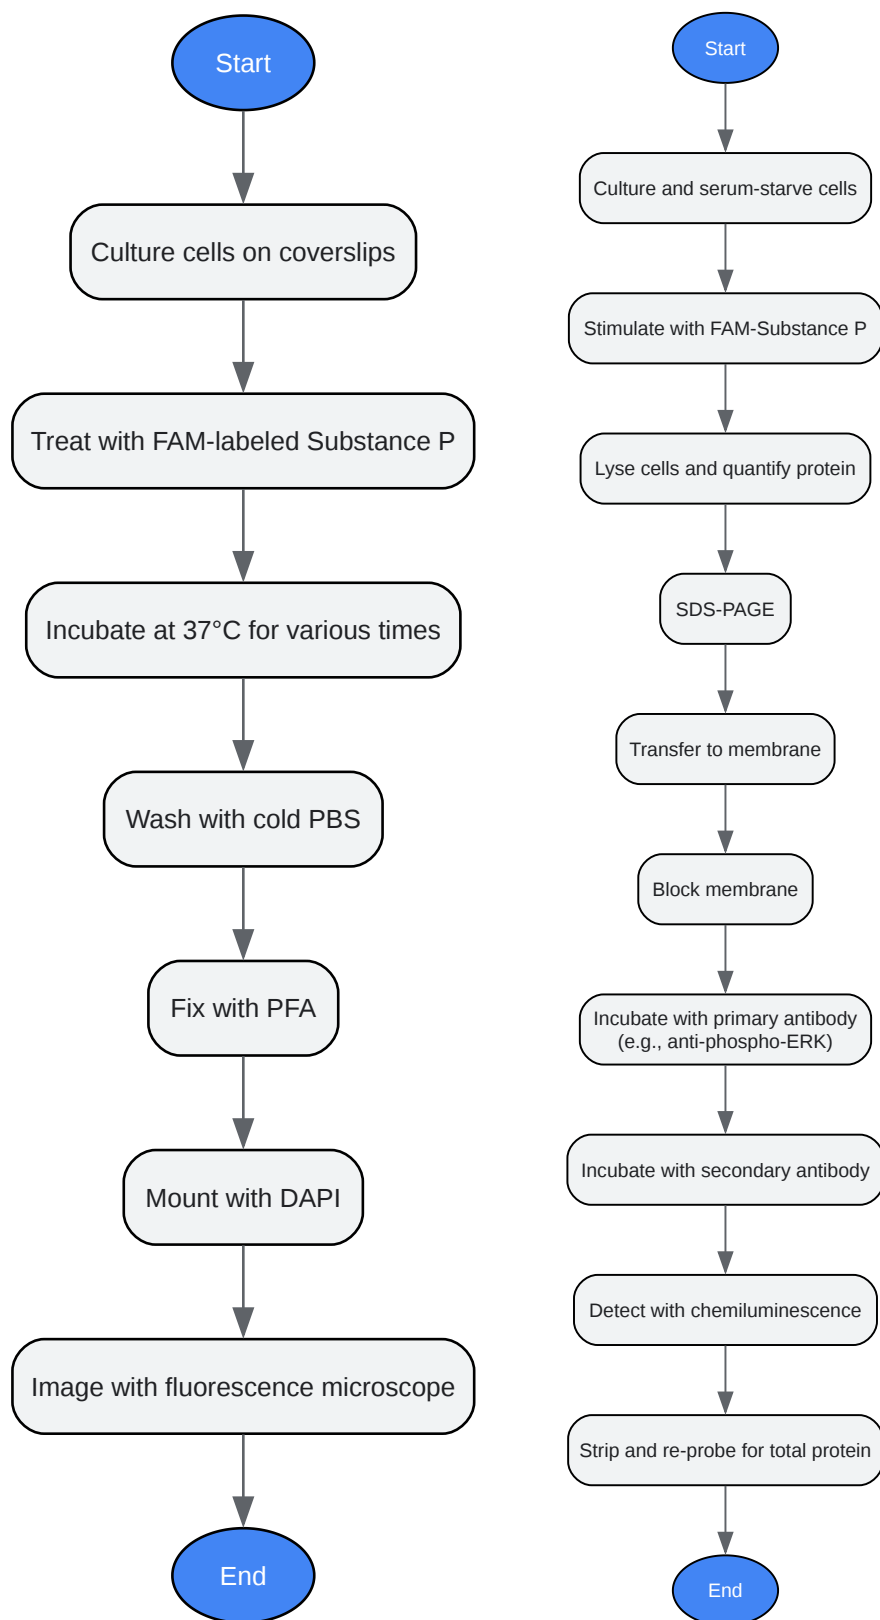 Start
Culture cells on coverslips
Treat with FAM-labeled Substance P
Incubate at 37°C for various times
Wash with cold PBS
Fix with PFA
Mount with DAPI
Image with fluorescence microscope
End
Start
Culture and serum-starve cells
Stimulate with FAM-Substance P
Lyse cells and quantify protein
SDS-PAGE
Transfer to membrane
Block membrane
Incubate with primary antibody
(e.g., anti-phospho-ERK)
Incubate with secondary antibody
Detect with chemiluminescence
Strip and re-probe for total protein
End